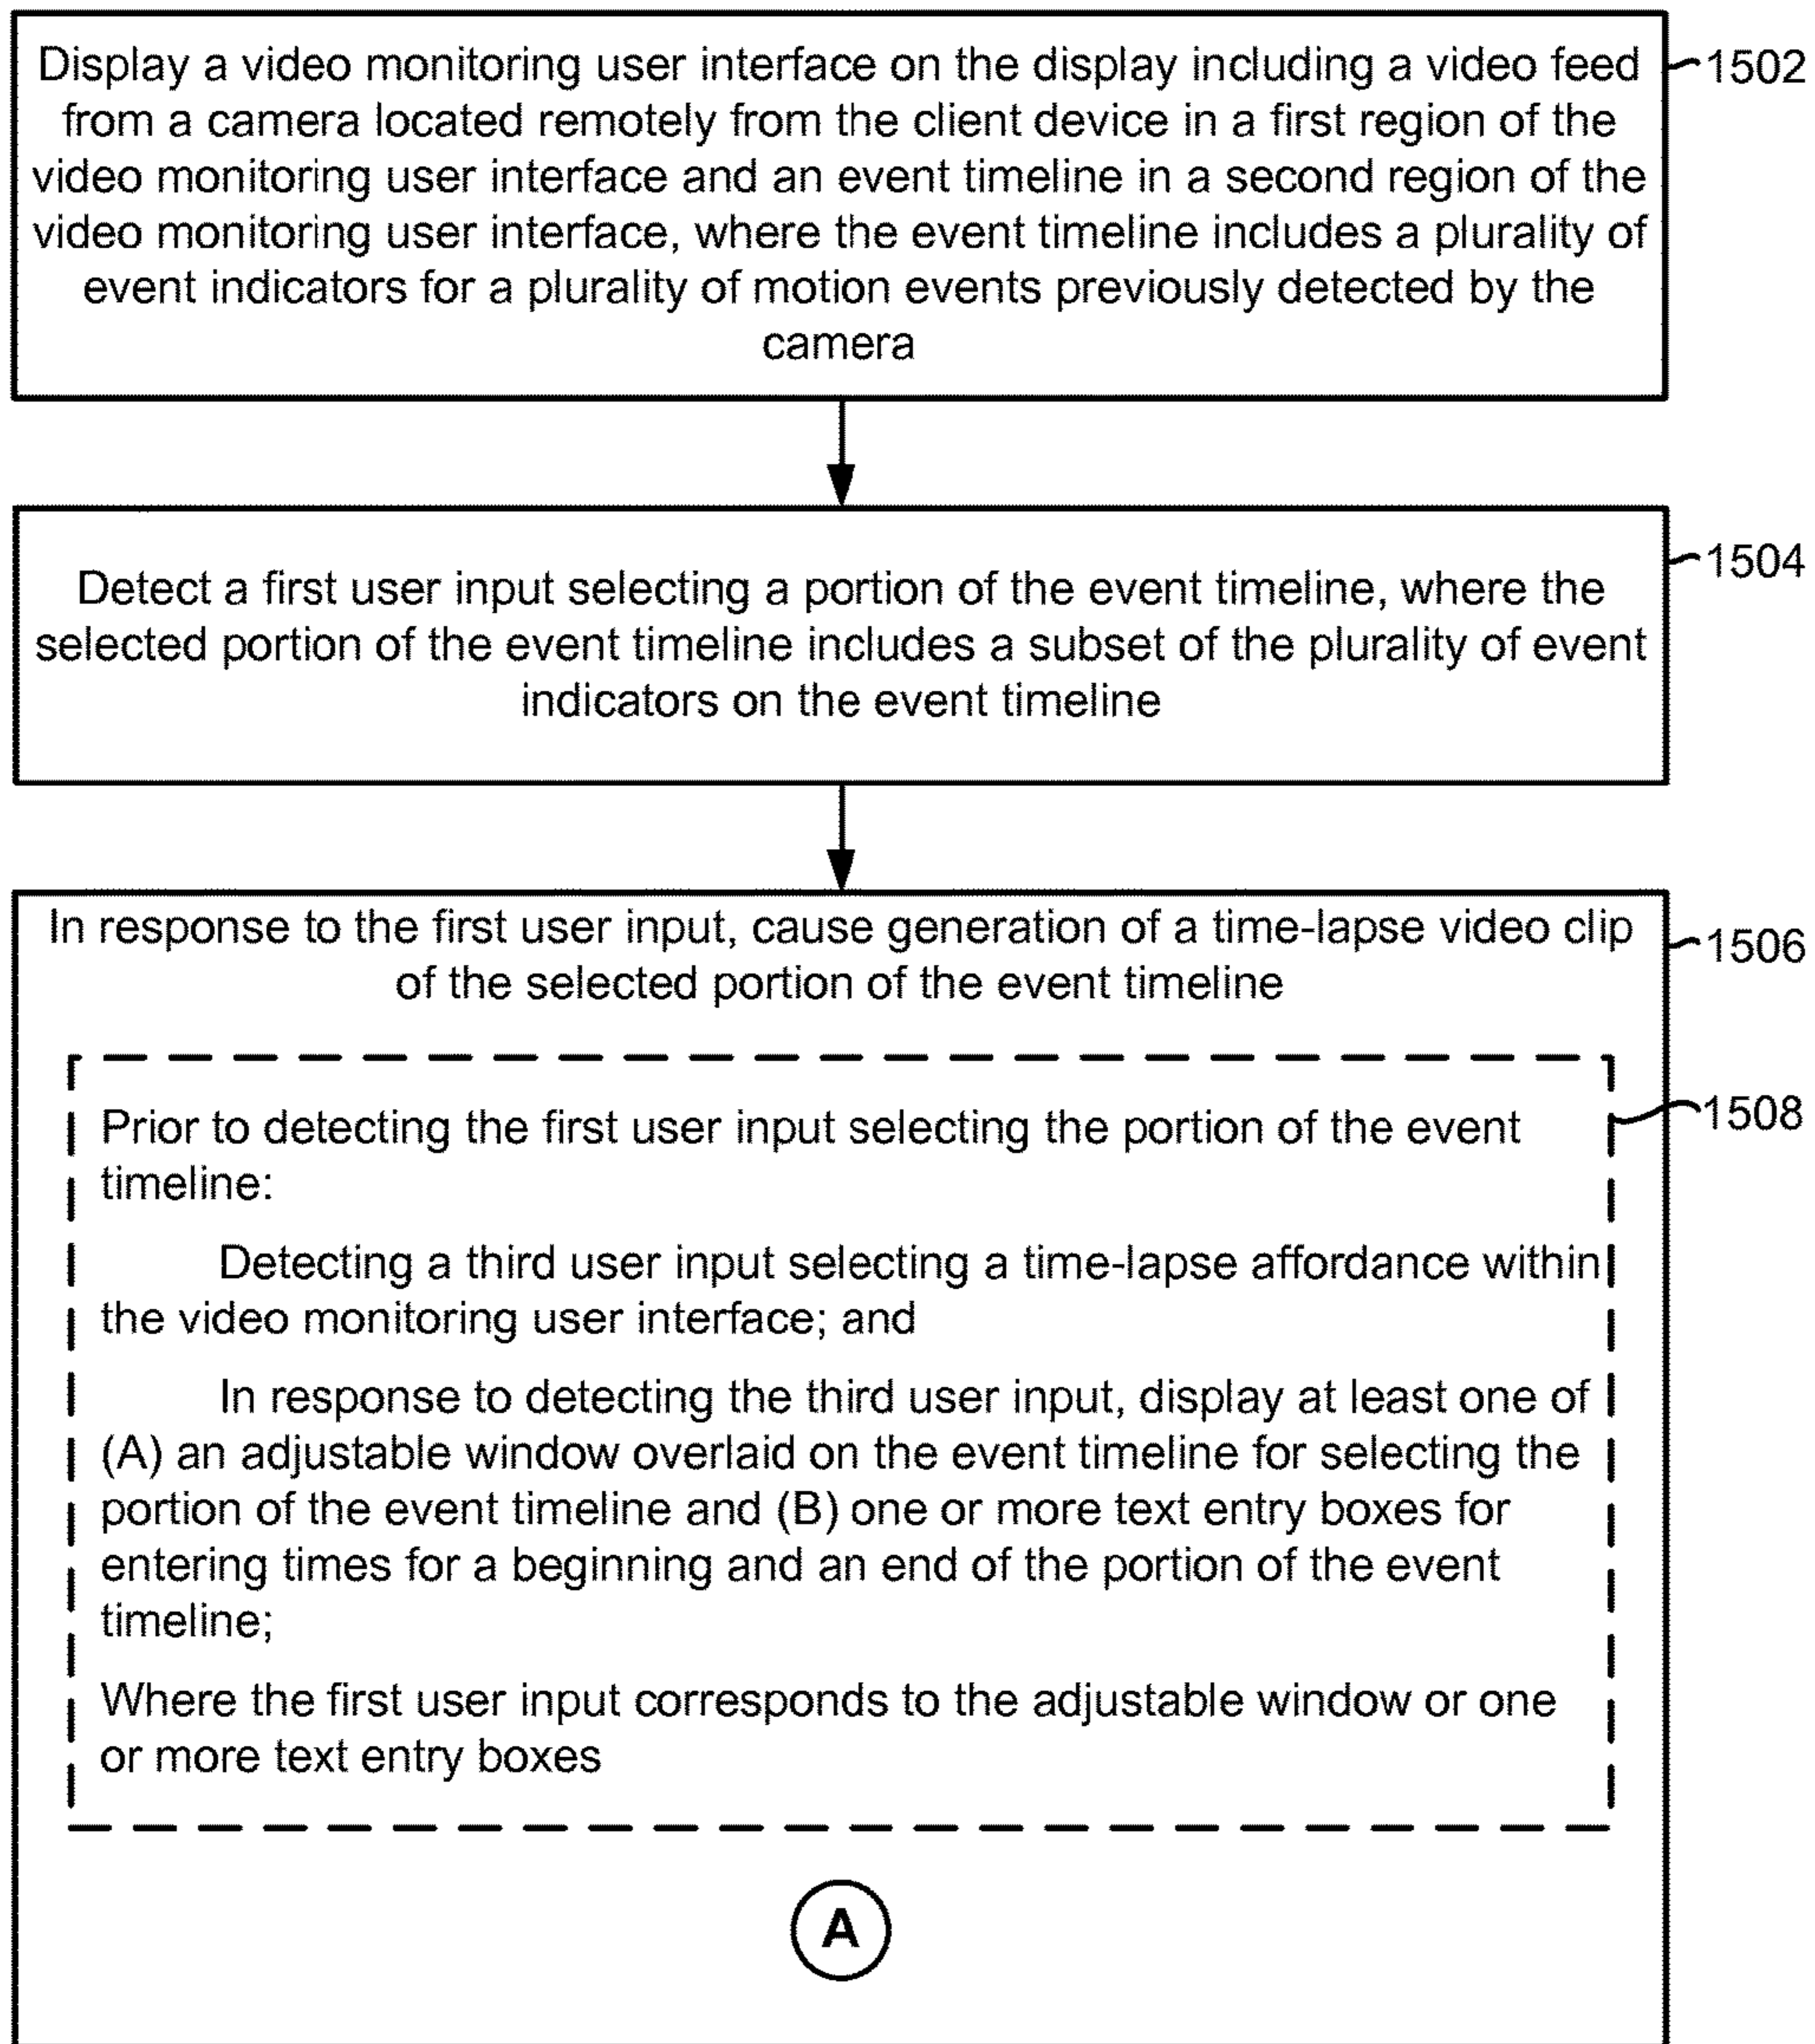 Display a video monitoring user interface on the display including a video feed
from a camera located remotely from the client device in a first region of the
video monitoring user interface and an event timeline in a second region of the
video monitoring user interface, where the event timeline includes a plurality of
event indicators for a plurality of motion events previously detected by the
camera
1502
Detect a first user input selecting a portion of the event timeline, where the
selected portion of the event timeline includes a subset of the plurality of event
indicators on the event timeline
1504
In response to the first user input, cause generation of a time-lapse video clip
of the selected portion of the event timeline
1506
Prior to detecting the first user input selecting the portion of the event
timeline:
Detecting a third user input selecting a time-lapse affordance within
the video monitoring user interface; and
In response to detecting the third user input, display at least one of
(A) an adjustable window overlaid on the event timeline for selecting the
portion of the event timeline and (B) one or more text entry boxes for
entering times for a beginning and an end of the portion of the event
timeline;
Where the first user input corresponds to the adjustable window or one
or more text entry boxes
1508
A